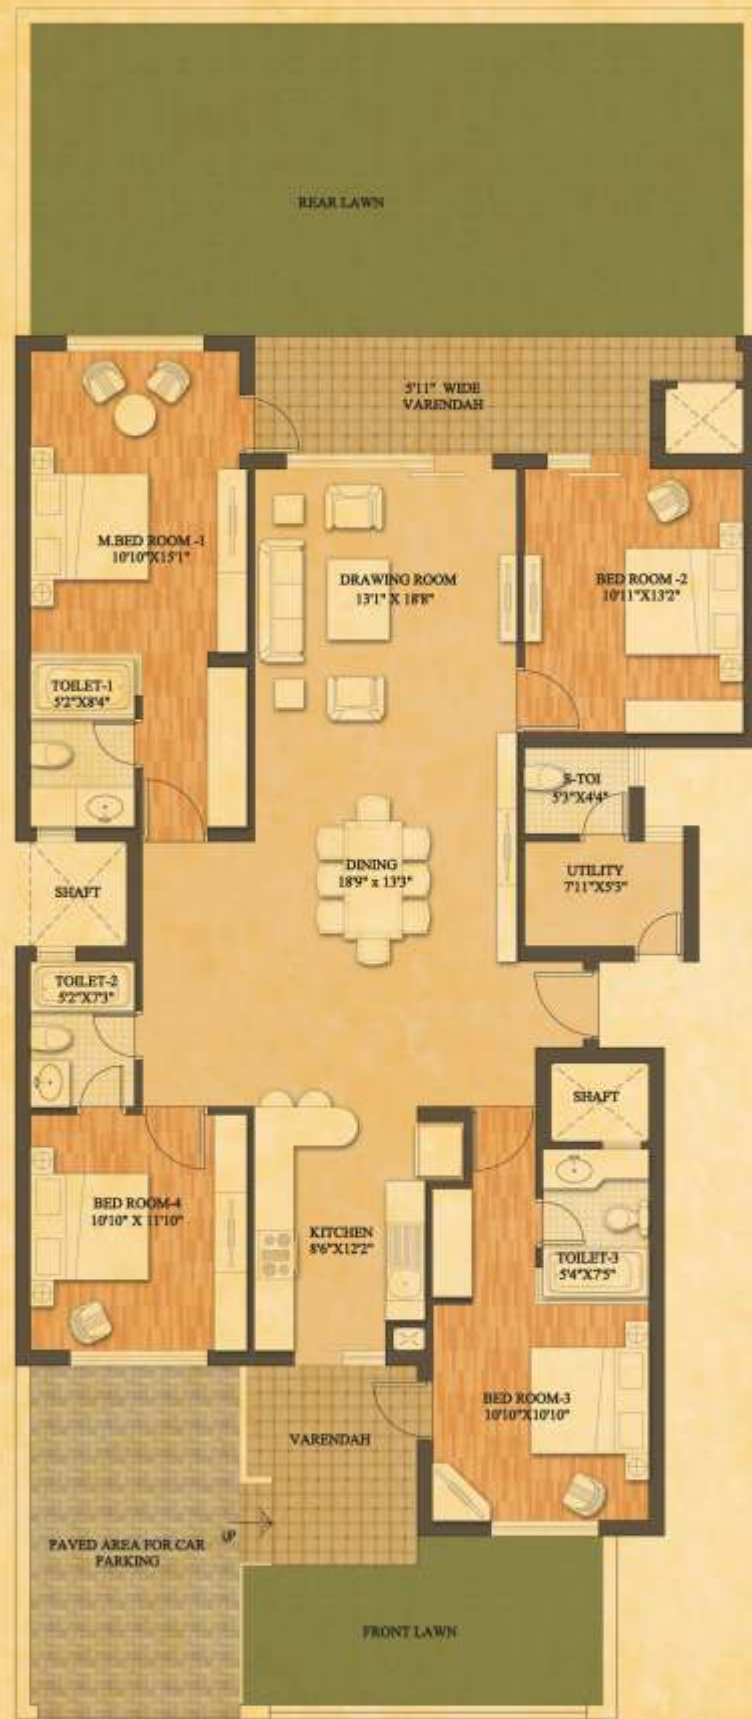 REAR LAWN
5'11" WIDE
VARENDAH
M.BED ROOM -1
10'10"X15'1"
DRAWING ROOM
13'1" X 18'8"
BED ROOM -2
10'11"X13'2"
TOILET-1
5'2"X8'4"
S-TOI
5'3"X4'4"
DINING
18'9" x 13'3"
UTILITY
7'11"X5'3"
SHAFT
TOILET-2
5'2"X7'3"
SHAFT
BED ROOM-4
10'10" X 11'10"
KITCHEN
8'6"X12'2"
TOILET-3
5'4"X7'5"
BED ROOM-3
10'10"X10'10"
VARENDAH
UP
PAVED AREA FOR CAR
PARKING
FRONT LAWN